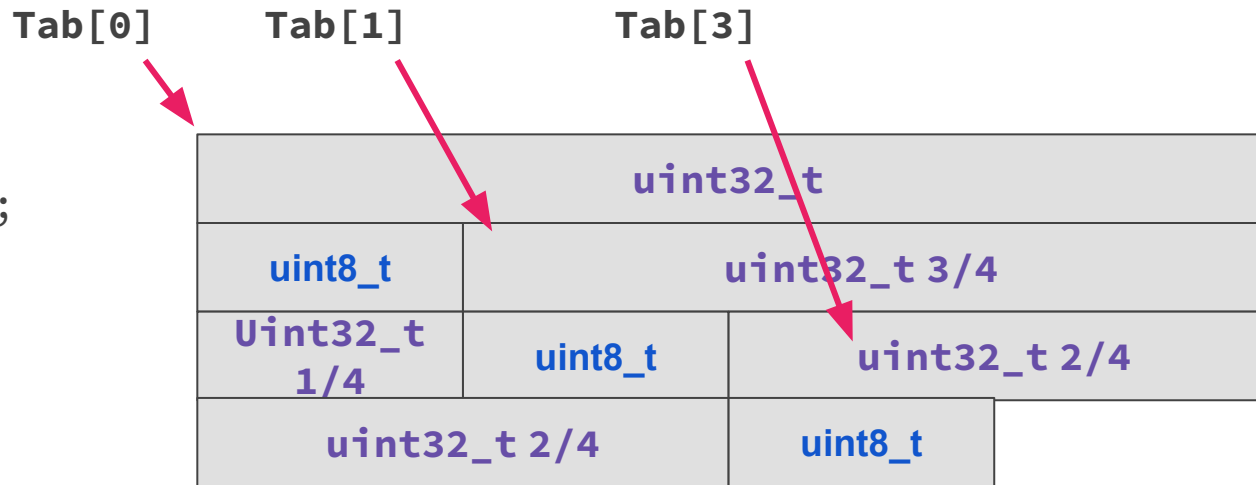 Tab[0] Tab[1] Tab[3]
uint32_t
;
uint8_t uint32_t 3/4
Uint32_t
1/4
uint8_t uint32_t 2/4
uint32_t 2/4 uint8_t